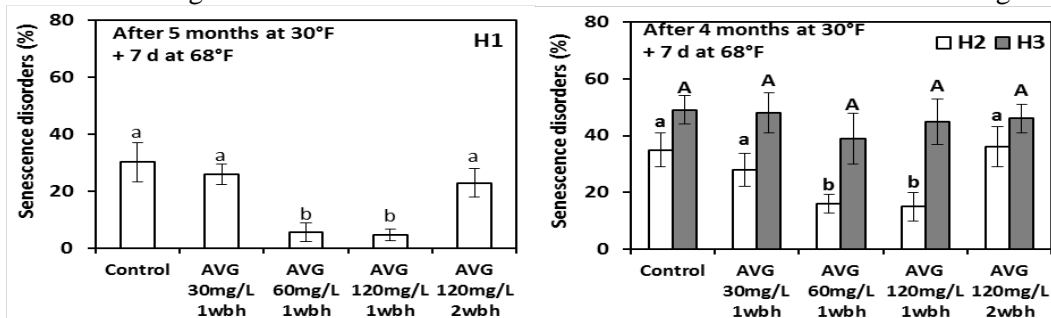 Senescence disorders (%)
80
60
40
20
0
After 5 months at 30°F
+ 7 d at 68°F
H1
a
a
b
b
a
Control
AVG
30mg/L
1wbh
AVG
60mg/L
1wbh
AVG
120mg/L
1wbh
AVG
120mg/L
2wbh
Senescence disorders (%)
80
60
40
20
0
After 4 months at 30°F
+ 7 d at 68°F
H2 H3
a
A
a
A
b
A
b
A
a
A
Control
AVG
30mg/L
1wbh
AVG
60mg/L
1wbh
AVG
120mg/L
1wbh
AVG
120mg/L
2wbh